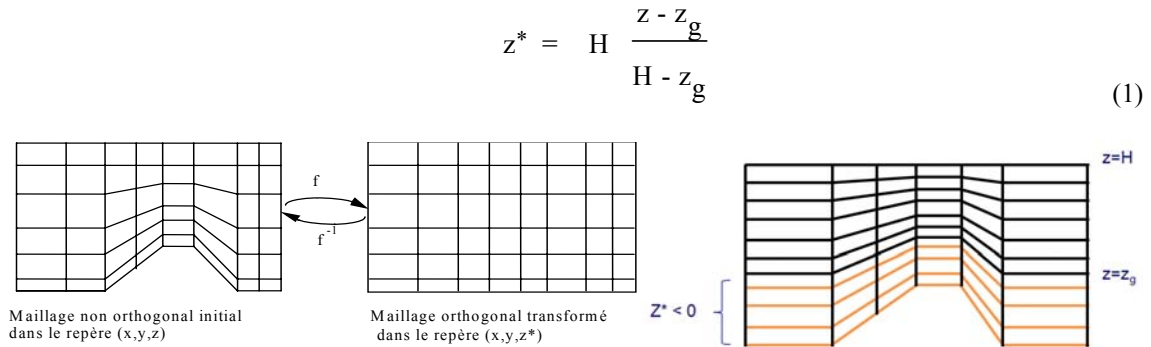 z* = H z - zg
H - zg
(1)
f
f-1
z=H
z=zg
Z* < 0
Maillage non orthogonal initial
dans le repère (x,y,z)
Maillage orthogonal transformé
dans le repère (x,y,z*)